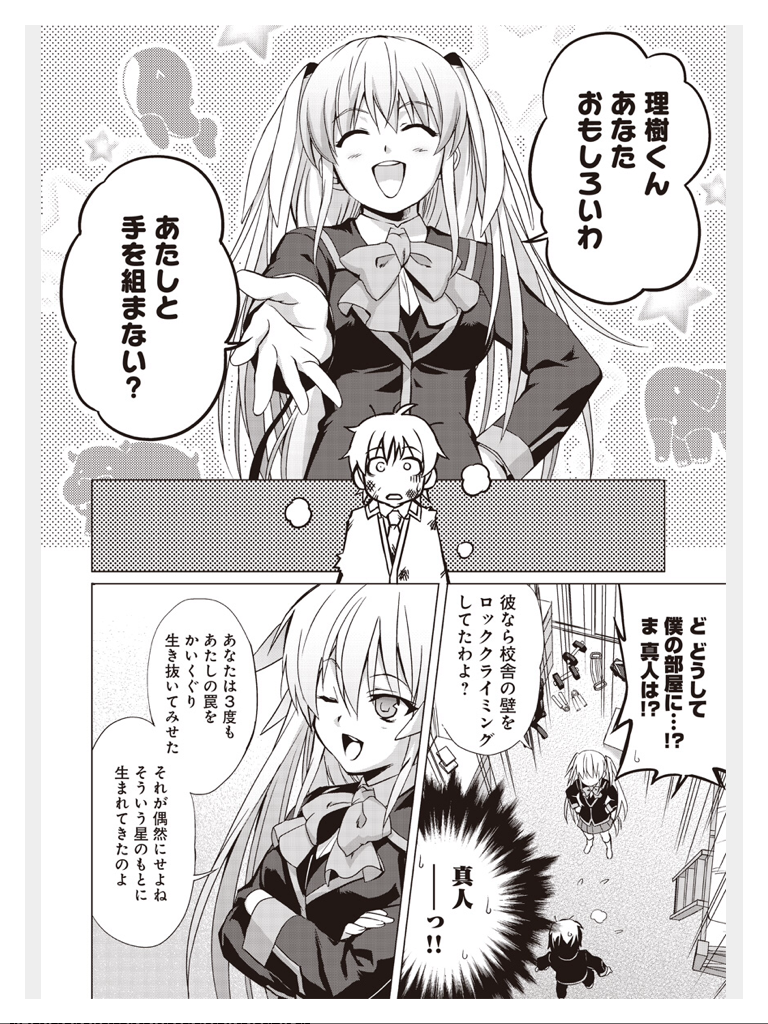 理樹くん
あなた
おもしろいわ
あたしと
手を組まない?
ど どうして
僕の部屋に…!?
ま 真人は!?
彼なら校舎の壁を
ロッククライミング
してたわよ?
真人
――っ!!
あなたは3度も
あたしの罠を
かいくぐり
生き抜いてみせた
それが偶然にせよね
そういう星のもとに
生まれてきたのよ